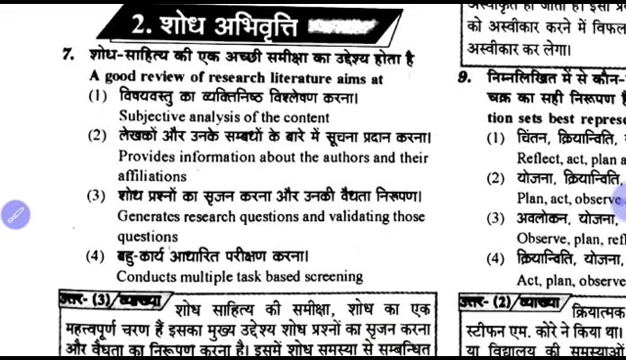 2. शोध अभिवृत्ति
7. शोध-साहित्य की एक अच्छी समीक्षा का उद्देश्य होता है
A good review of research literature aims at
(1) विषयवस्तु का व्यक्तिनिष्ठ विश्लेषण करना।
Subjective analysis of the content
(2) लेखकों और उनके सम्बधों के बारे में सूचना प्रदान करना।
Provides information about the authors and their
affiliations
(3) शोध प्रश्नों का सृजन करना और उनकी वैधता निरूपण।
Generates research questions and validating those
questions
(4) बहु-कार्य आधारित परीक्षण करना।
Conducts multiple task based screening
उत्तर- (3)/व्याख्या शोध साहित्य की समीक्षा, शोध का एक
महत्त्वपूर्ण चरण हैं इसका मुख्य उद्देश्य शोध प्रश्नों का सृजन करना
और वैधता का निरूपण करना है। इसमें शोध समस्या से सम्बन्धित
को अस्वीकार करने में विफल
अस्वीकार कर लेगा।
9. निम्नलिखित में से कौन-
चक्र का सही निरूपण
tion sets best repres
(1) चिंतन, क्रियान्विति,
Reflect, act, plan a
(2) योजना, क्रियान्विति,
Plan, act, observe
(3) अवलोकन, योजना,
Observe, plan, refl
(4) क्रियान्विति, योजना,
Act, plan, observe
उत्तर- (2)/व्याख्या क्रियात्मक
स्टीफन एम. कोरे ने किया था।
या विद्यालय की समस्याओं